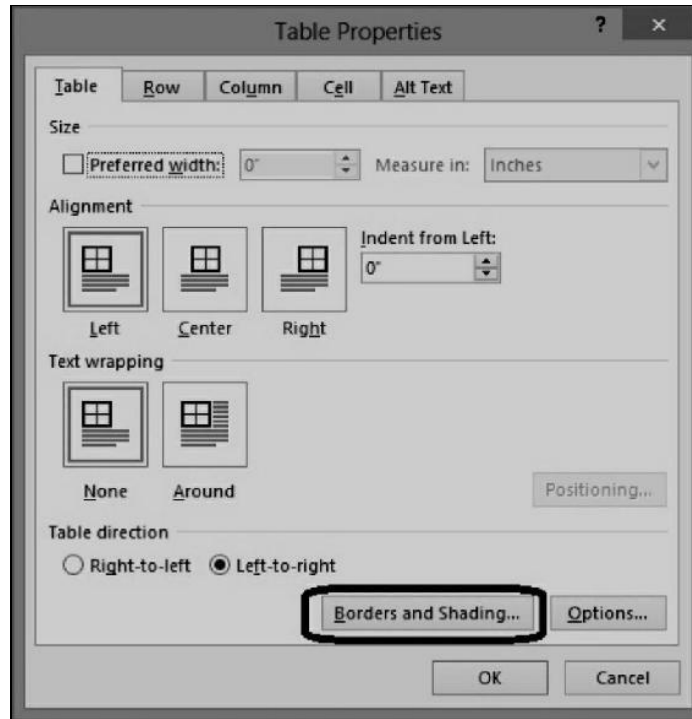 Table Properties ? ×
Table Row Column Cell Alt Text
Size
Preferred width: 0" Measure in: Inches
Alignment
Indent from Left:
0"
Left Center Right
Text wrapping
None Around
Positioning...
Table direction
Right-to-left Left-to-right
Borders and Shading... Options...
OK Cancel